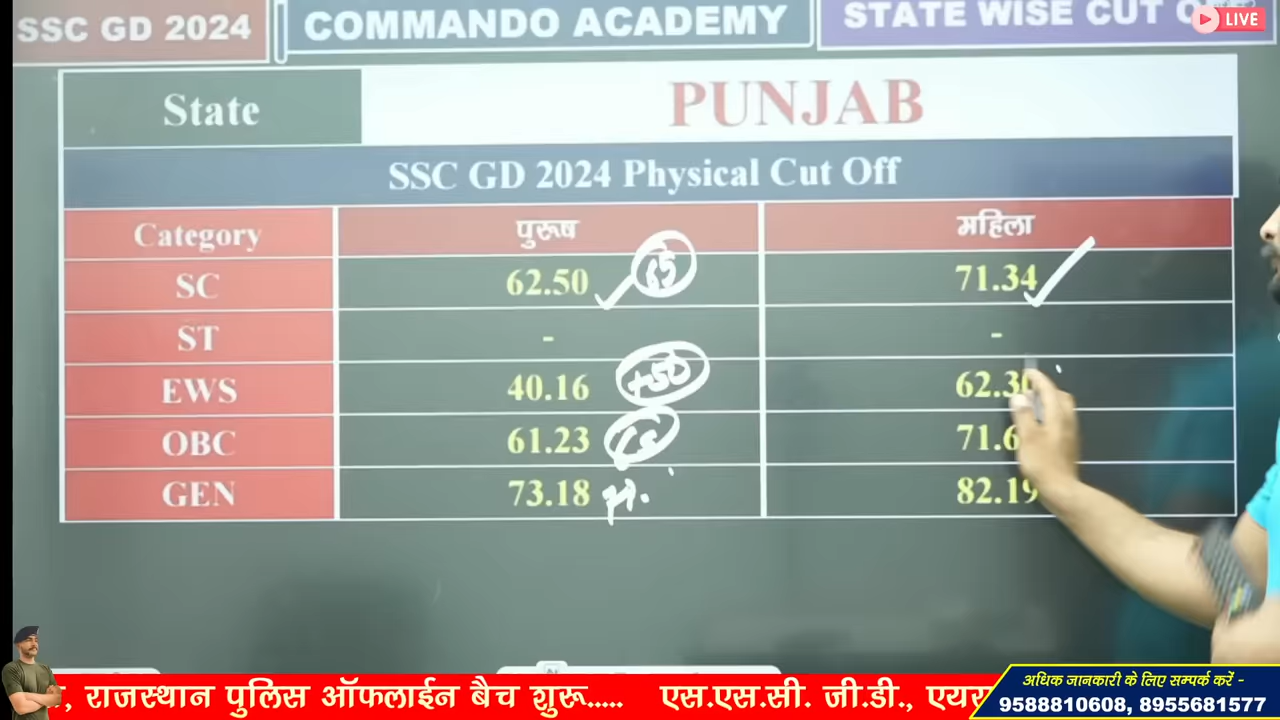 SSC GD 2024
COMMANDO ACADEMY
STATE WISE CUT
LIVE
State
PUNJAB
SSC GD 2024 Physical Cut Off
Category पुरूष महिला
SC 62.50 65 71.34
ST - -
EWS 40.16 +50 62.30
OBC 61.23 71.6
GEN 73.18 82.19
राजस्थान पुलिस ऑफलाईन बैच शुरू..... एस.एस.सी. जी.डी.,
अधिक जानकारी के लिए सम्पर्क करें -
9588810608, 8955681577